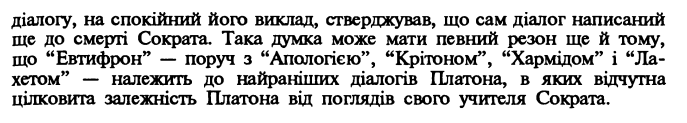 діалогу, на спокійний його виклад, стверджував, що сам діалог написаний
ще до смерті Сократа. Така думка може мати певний резон ще й тому,
що “Евтифрон” — поруч з “Апологією”, “Крітоном”, “Хармідом” і “Ла-
хетом” — належить до найраніших діалогів Платона, в яких відчутна
цілковита залежність Платона від поглядів свого учителя Сократа.